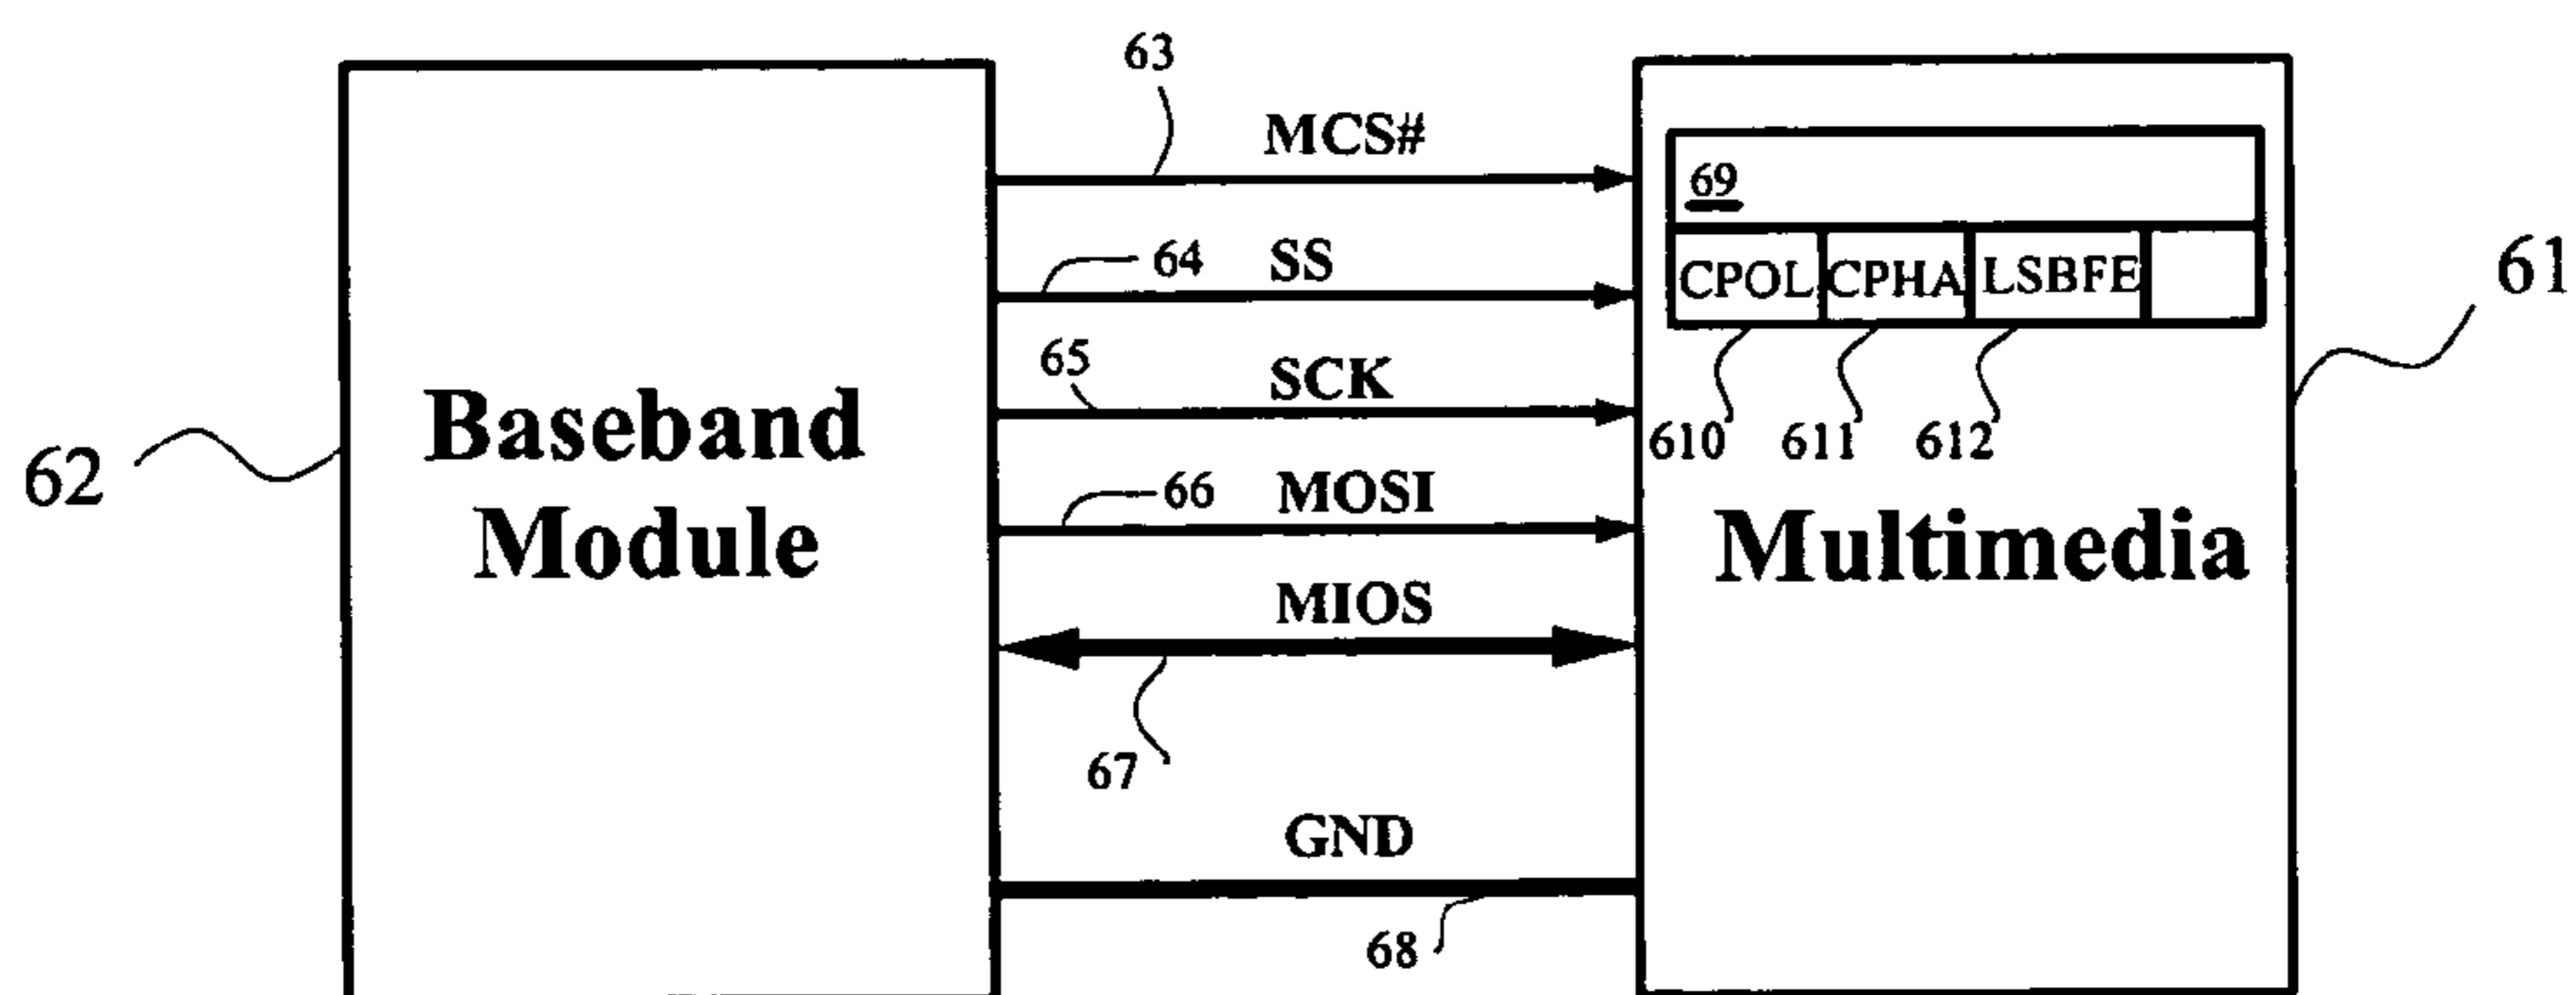 63
MCS#
69
64
SS
CPOL
CPHA
LSBFE
61
65
SCK
610
611
612
62
Baseband
Module
66
MOSI
Multimedia
MIOS
67
GND
68